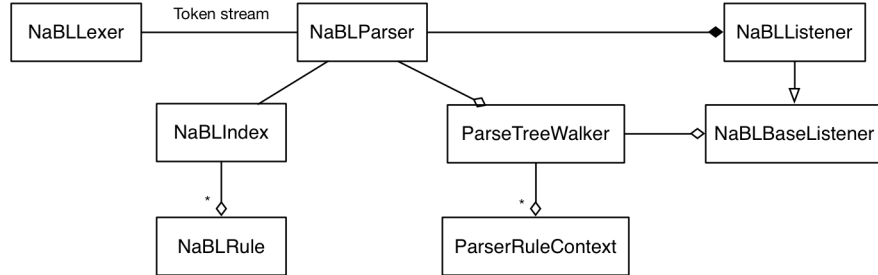 Token stream
NaBLLexer
NaBLParser
NaBLListener
NaBLIndex
ParseTreeWalker
NaBLBaseListener
*
*
NaBLRule
ParserRuleContext